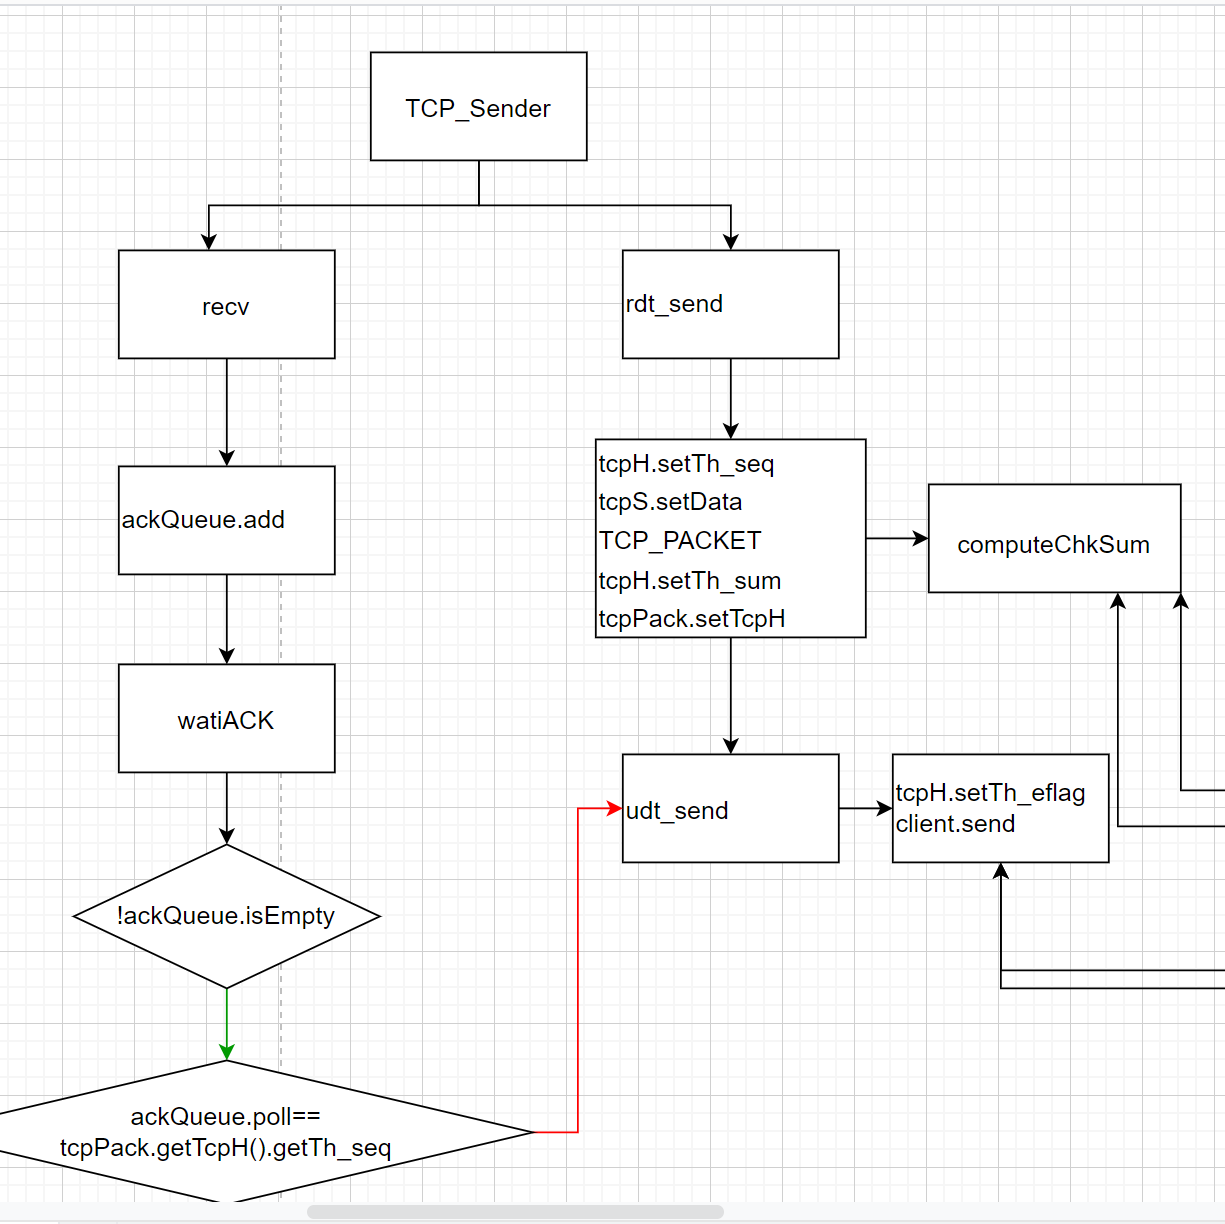 TCP_Sender
recv
rdt_send
ackQueue.add
tcpH.setTh_seq
tcpS.setData
TCP_PACKET
tcpH.setTh_sum
tcpPack.setTcpH
computeChkSum
watiACK
udt_send
tcpH.setTh_eflag
client.send
!ackQueue.isEmpty
ackQueue.poll==
tcpPack.getTcpH().getTh_seq